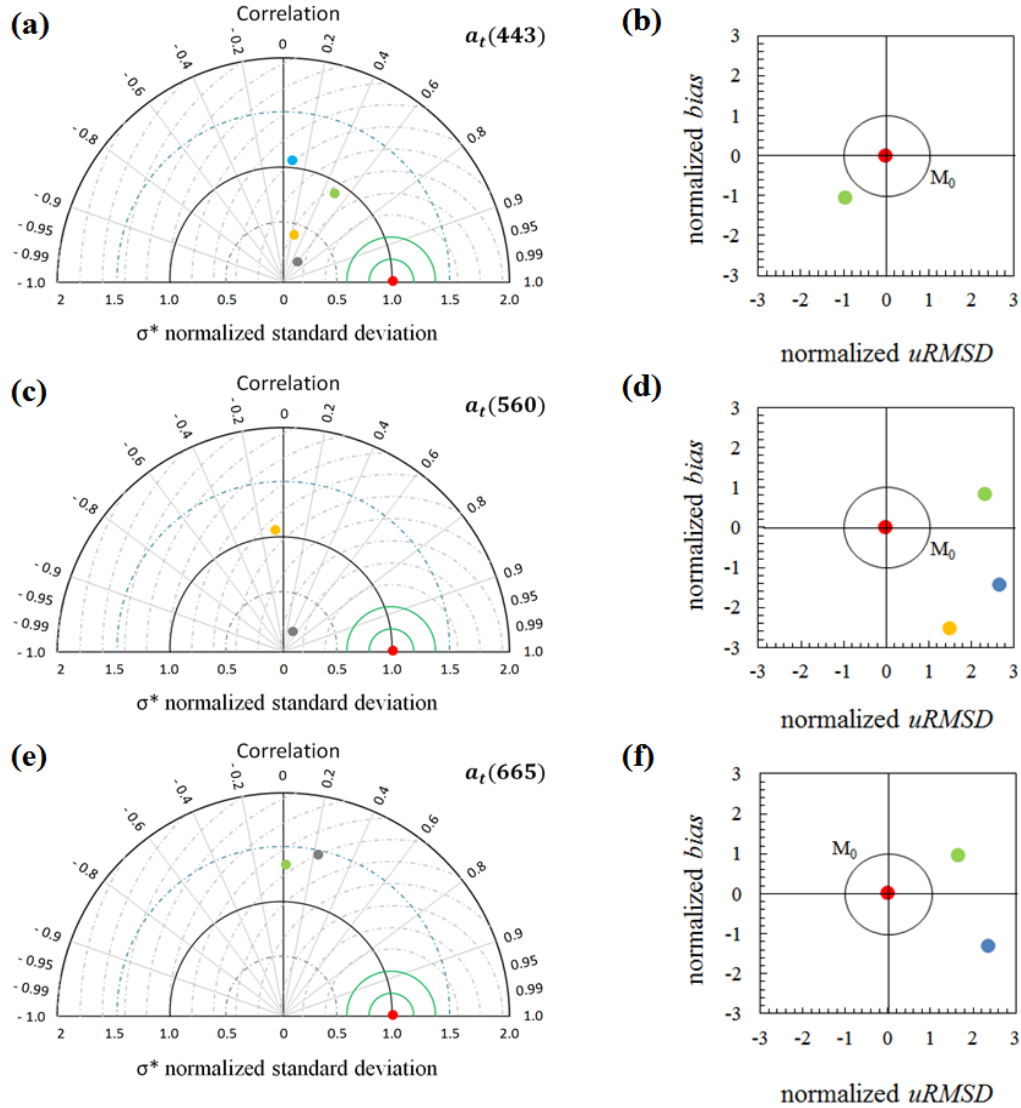 (a)
Correlation
a_t(443)
- 0.8 - 0.6 - 0.4 - 0.2 0 0.2 0.4 0.6 0.8
- 0.9 0.9
- 0.95 0.95
- 0.99 0.99
- 1.0 1.0
2 1.5 1.0 0.5 0 0.5 1.0 1.5 2.0
σ* normalized standard deviation
(b)
normalized bias
3
2
1
0
-1
-2
-3
M0
-3 -2 -1 0 1 2 3
normalized uRMSD
(c)
Correlation
a_t(560)
- 0.8 - 0.6 - 0.4 - 0.2 0 0.2 0.4 0.6 0.8
- 0.9 0.9
- 0.95 0.95
- 0.99 0.99
- 1.0 1.0
2 1.5 1.0 0.5 0 0.5 1.0 1.5 2.0
σ* normalized standard deviation
(d)
normalized bias
3
2
1
0
-1
-2
-3
M0
-3 -2 -1 0 1 2 3
normalized uRMSD
(e)
Correlation
a_t(665)
- 0.8 - 0.6 - 0.4 - 0.2 0 0.2 0.4 0.6 0.8
- 0.9 0.9
- 0.95 0.95
- 0.99 0.99
- 1.0 1.0
2 1.5 1.0 0.5 0 0.5 1.0 1.5 2.0
σ* normalized standard deviation
(f)
normalized bias
3
2
1
0
-1
-2
-3
M0
-3 -2 -1 0 1 2 3
normalized uRMSD